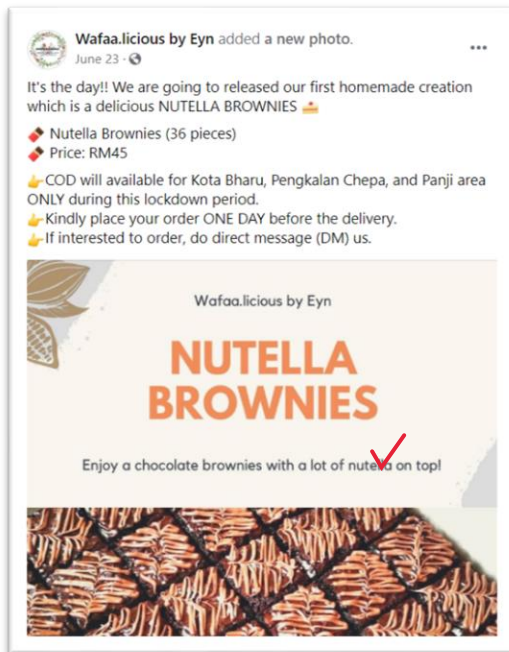 Wafaa.licious by Eyn added a new photo.
June 23 ·
It's the day!! We are going to released our first homemade creation
which is a delicious NUTELLA BROWNIES 🍰
🍫 Nutella Brownies (36 pieces)
🍫 Price: RM45
👉COD will available for Kota Bharu, Pengkalan Chepa, and Panji area
ONLY during this lockdown period.
👉Kindly place your order ONE DAY before the delivery.
👉If interested to order, do direct message (DM) us.
Wafaa.licious by Eyn
NUTELLA
BROWNIES
Enjoy a chocolate brownies with a lot of nutella on top!